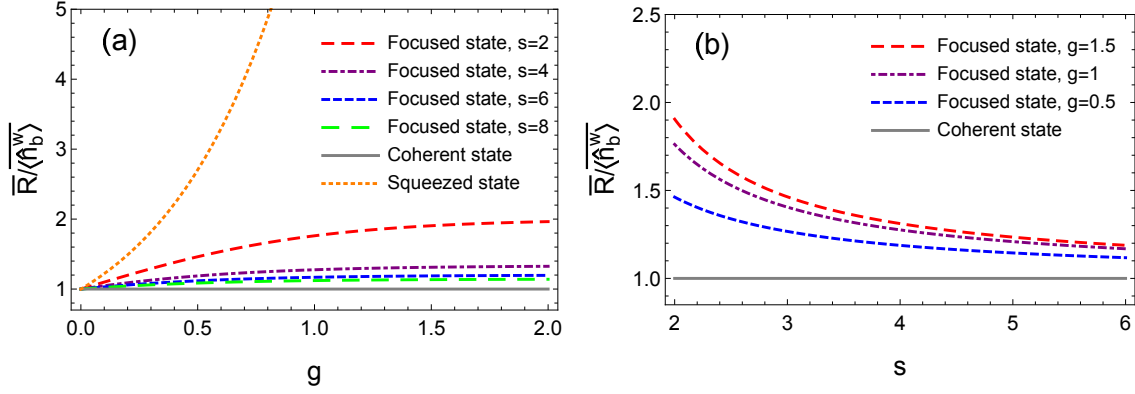 (a)
Focused state, s=2
Focused state, s=4
Focused state, s=6
Focused state, s=8
Coherent state
Squeezed state
5
4
3
2
1
0.0 0.5 1.0 1.5 2.0
g
R̅/⟨n̂_b^w⟩
(b)
Focused state, g=1.5
Focused state, g=1
Focused state, g=0.5
Coherent state
2.5
2.0
1.5
1.0
2 3 4 5 6
s
R̅/⟨n̂_b^w⟩